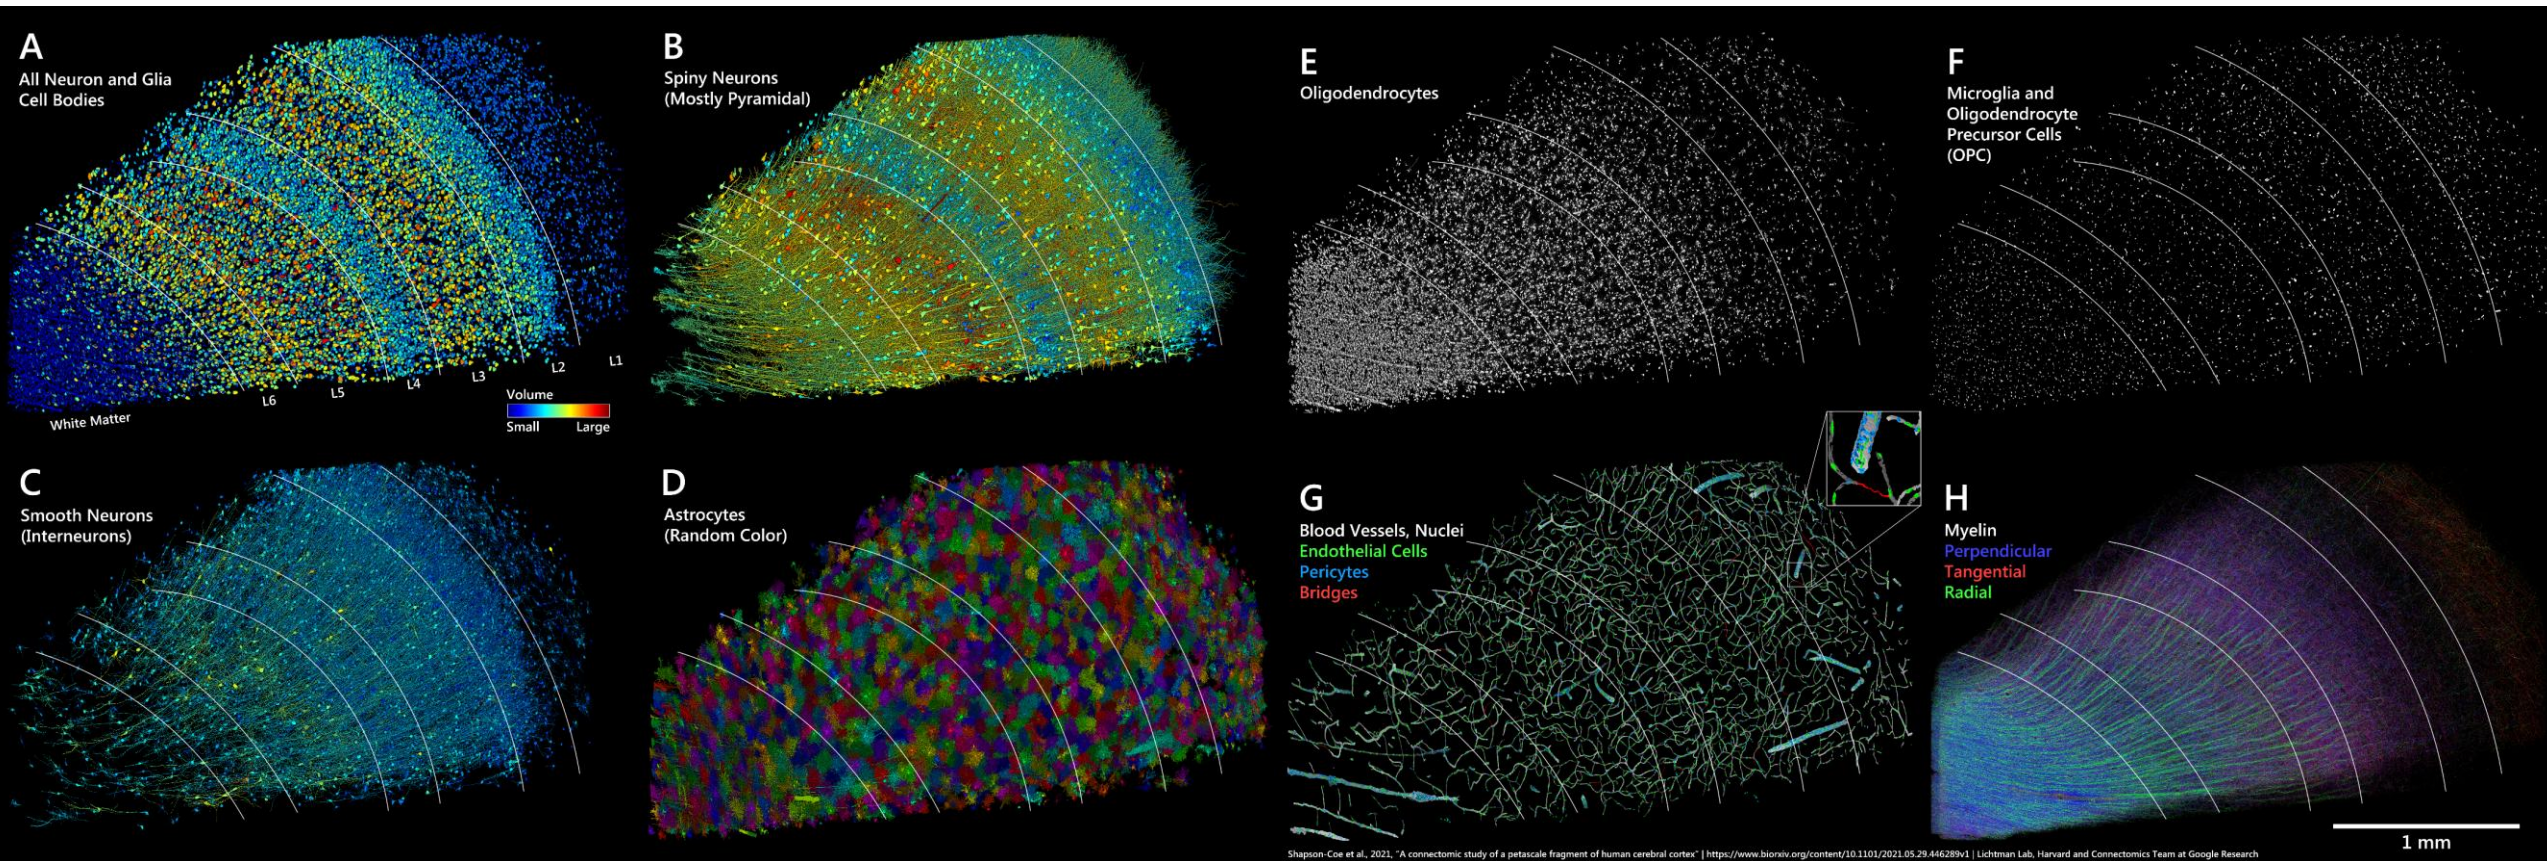 A
All Neuron and Glia
Cell Bodies
L1
L2
L3
L4
L5
L6
White Matter
Volume
Small Large
B
Spiny Neurons
(Mostly Pyramidal)
C
Smooth Neurons
(Interneurons)
D
Astrocytes
(Random Color)
E
Oligodendrocytes
F
Microglia and
Oligodendrocyte
Precursor Cells
(OPC)
G
Blood Vessels, Nuclei
Endothelial Cells
Pericytes
Bridges
H
Myelin
Perpendicular
Tangential
Radial
1 mm
Shapson-Coe et al., 2021, "A connectomic study of a petascale fragment of human cerebral cortex" | https://www.biorxiv.org/content/10.1101/2021.05.29.446289v1 | Lichtman Lab, Harvard and Connectomics Team at Google Research